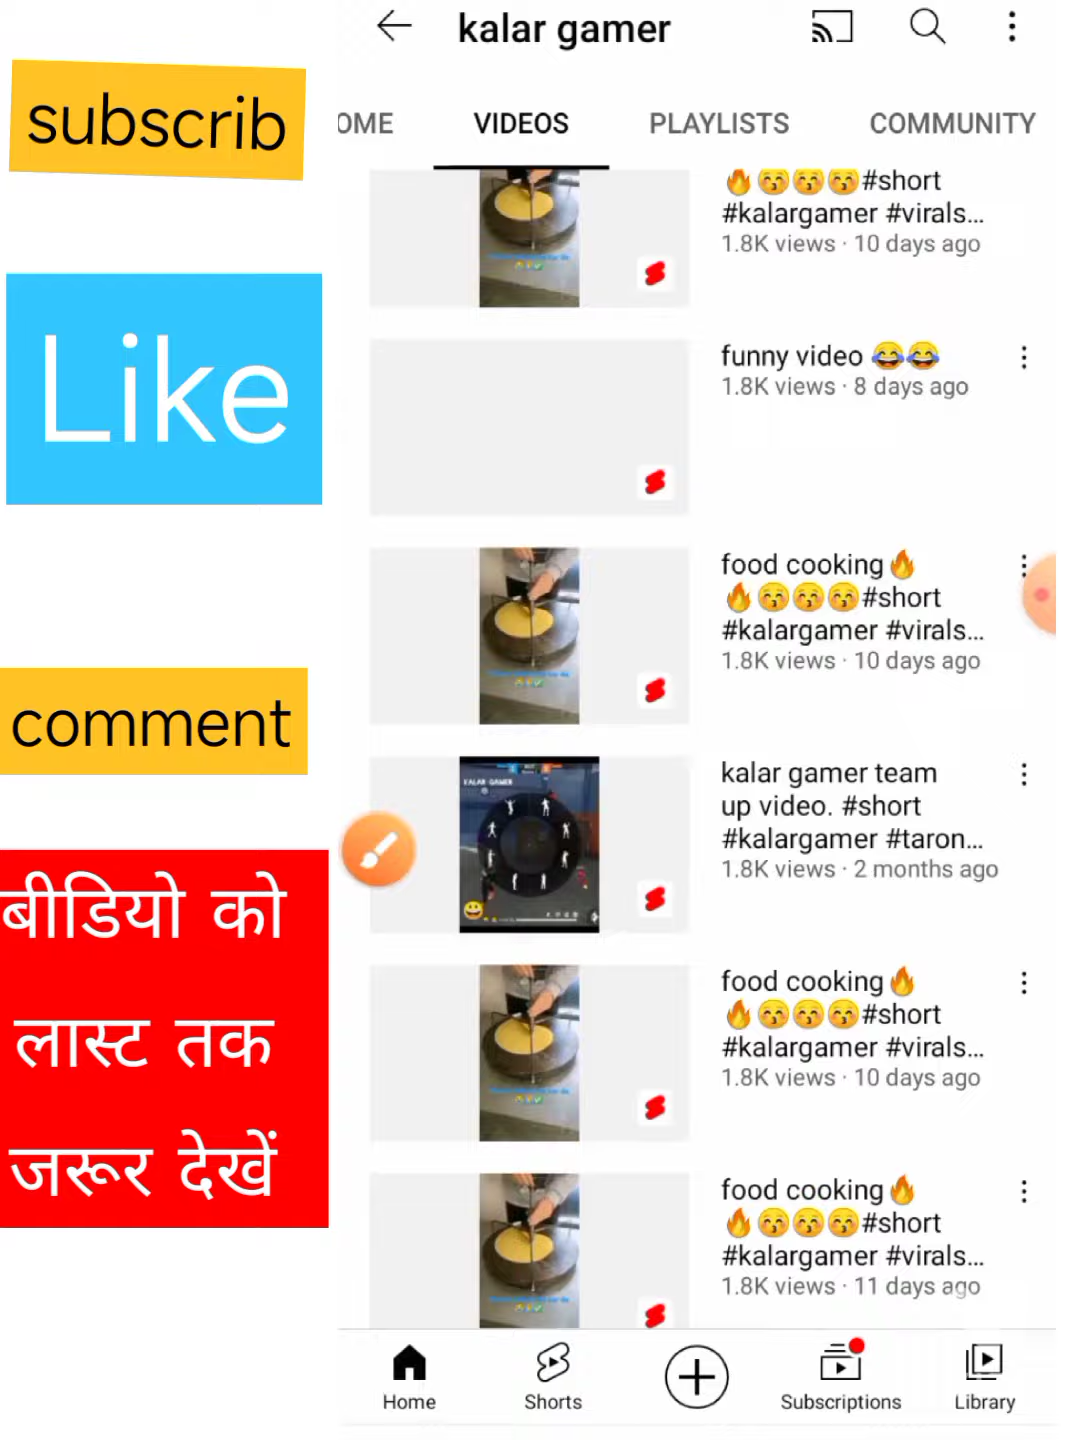 subscrib
Like
comment
बीडियो को
लास्ट तक
जरूर देखें
kalar gamer
OME VIDEOS PLAYLISTS COMMUNITY
🔥😚😚😚#short
#kalargamer #virals...
1.8K views · 10 days ago
funny video 😂😂
1.8K views · 8 days ago
food cooking🔥
🔥😚😚😚#short
#kalargamer #virals...
1.8K views · 10 days ago
KALAR GAMER
kalar gamer team
up video. #short
#kalargamer #taron...
1.8K views · 2 months ago
food cooking🔥
🔥😚😚😚#short
#kalargamer #virals...
1.8K views · 10 days ago
food cooking🔥
🔥😚😚😚#short
#kalargamer #virals...
1.8K views · 11 days ago
Home Shorts Subscriptions Library